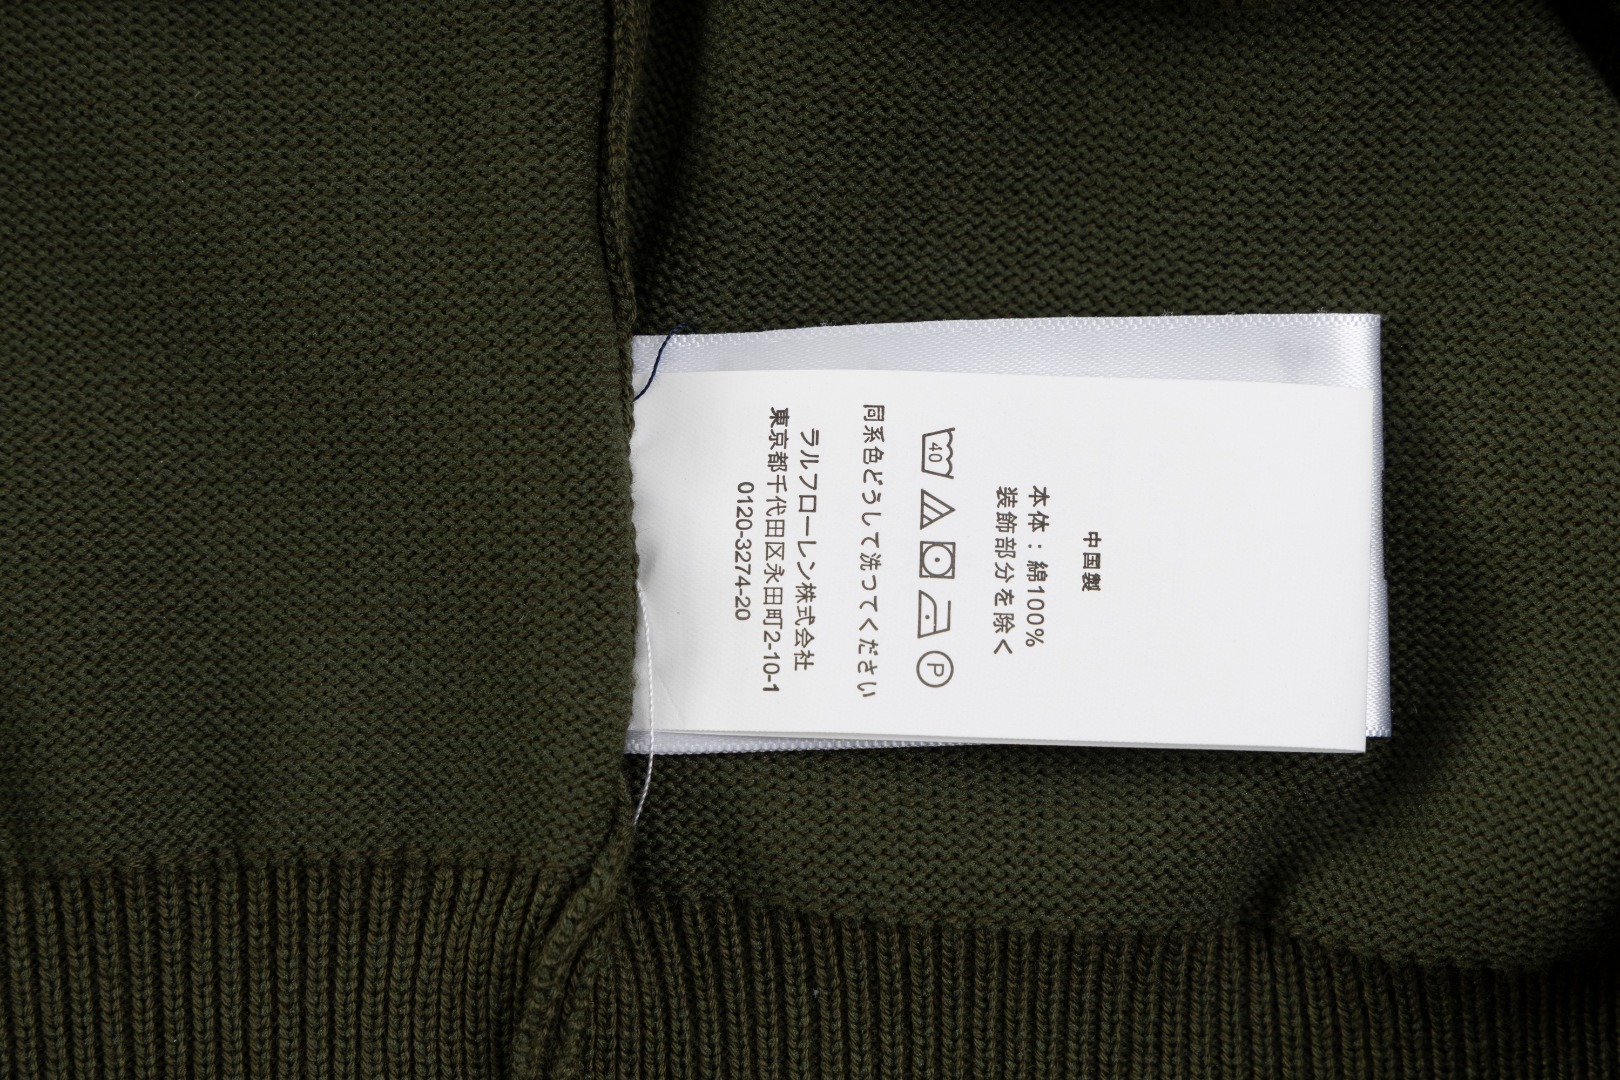 中国製
本体：綿100%
装飾部分を除く
40
P
同系色どうして洗ってください
ラルフローレン株式会社
東京都千代田区永田町2-10-1
0120-3274-20